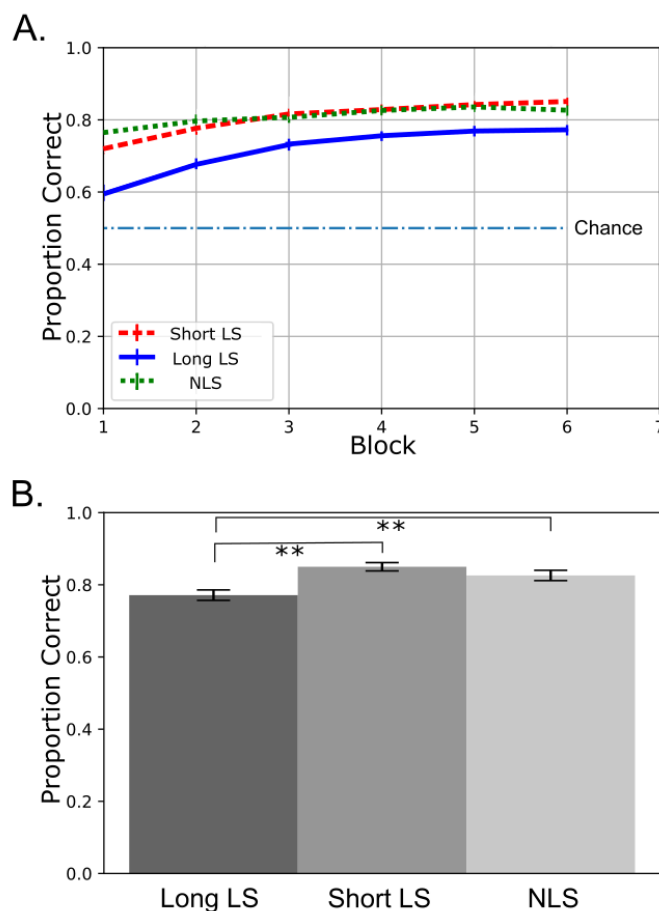 A.
1.0
0.8
0.6
0.4
0.2
0.0
Proportion Correct
Chance
Short LS
Long LS
NLS
1 2 3 4 5 6 7
Block
B.
1.0
0.8
0.6
0.4
0.2
0.0
Proportion Correct
**
**
Long LS Short LS NLS